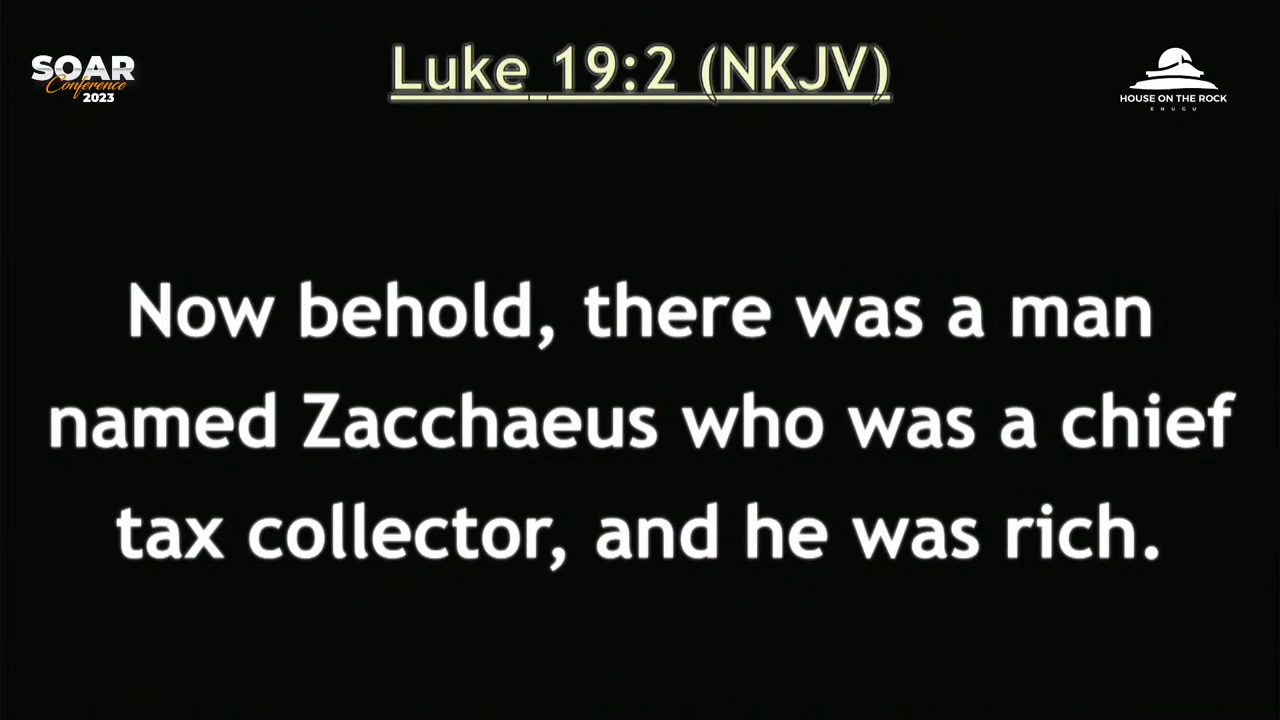 SOAR
Conference
2023
Luke 19:2 (NKJV)
HOUSE ON THE ROCK
ENUGU
Now behold, there was a man
named Zacchaeus who was a chief
tax collector, and he was rich.